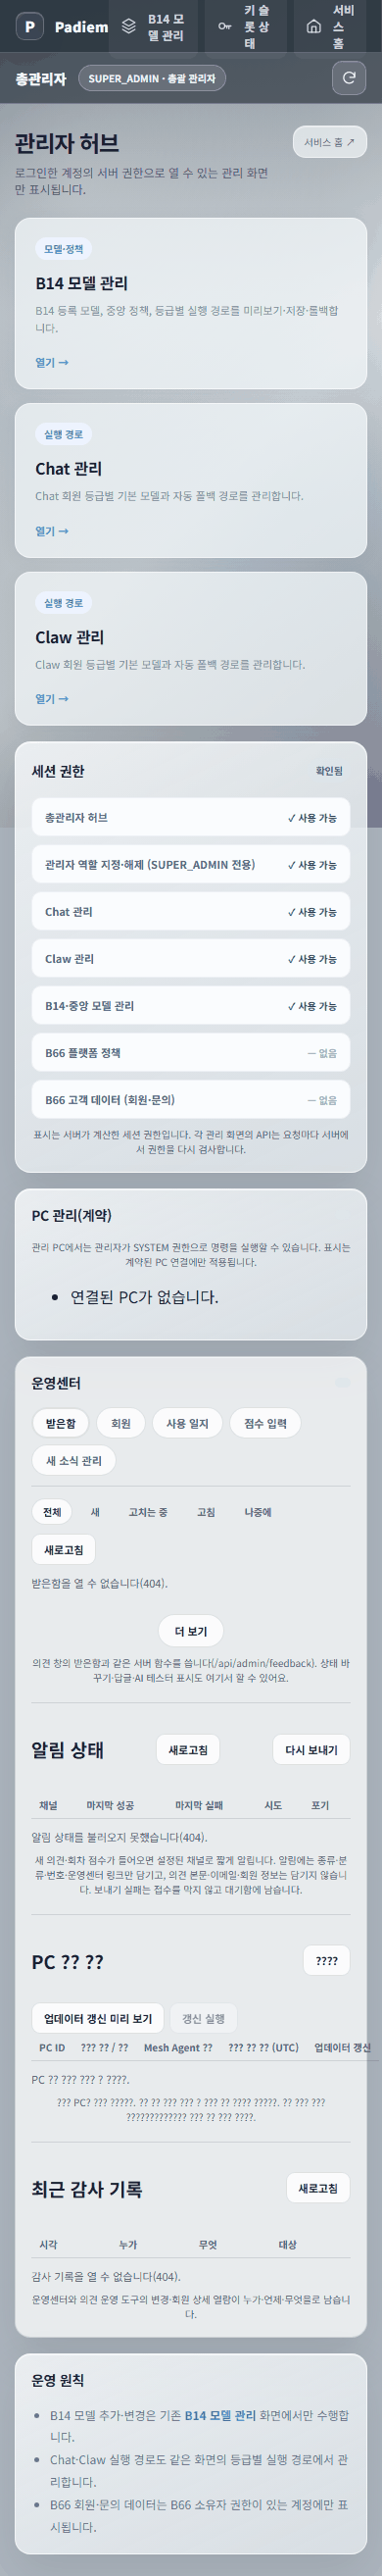 P Padiem
B14 모
델 관리
키 슬
롯 상
태
서비
스
홈
총관리자 SUPER_ADMIN · 총괄 관리자
관리자 허브
서비스 홈 ↗
로그인한 계정의 서버 권한으로 열 수 있는 관리 화면
만 표시됩니다.
모델·정책
B14 모델 관리
B14 등록 모델, 중앙 정책, 등급별 실행 경로를 미리보기·저장·롤백합
니다.
열기 →
실행 경로
Chat 관리
Chat 회원 등급별 기본 모델과 자동 폴백 경로를 관리합니다.
열기 →
실행 경로
Claw 관리
Claw 회원 등급별 기본 모델과 자동 폴백 경로를 관리합니다.
열기 →
세션 권한 확인됨
총관리자 허브 ✓ 사용 가능
관리자 역할 지정·해제 (SUPER_ADMIN 전용) ✓ 사용 가능
Chat 관리 ✓ 사용 가능
Claw 관리 ✓ 사용 가능
B14·중앙 모델 관리 ✓ 사용 가능
B66 플랫폼 정책 — 없음
B66 고객 데이터 (회원·문의) — 없음
표시는 서버가 계산한 세션 권한입니다. 각 관리 화면의 API는 요청마다 서버에
서 권한을 다시 검사합니다.
PC 관리(계약)
관리 PC에서는 관리자가 SYSTEM 권한으로 명령을 실행할 수 있습니다. 표시는
계약된 PC 연결에만 적용됩니다.
• 연결된 PC가 없습니다.
운영센터
받은함 회원 사용 일지 점수 입력
새 소식 관리
전체 새 고치는 중 고침 나중에
새로고침
받은함을 열 수 없습니다(404).
더 보기
의견 창의 받은함과 같은 서버 함수를 씁니다(/api/admin/feedback). 상태 바
꾸기·답글·AI 테스터 표시도 여기서 할 수 있어요.
알림 상태 새로고침 다시 보내기
채널 마지막 성공 마지막 실패 시도 포기
알림 상태를 불러오지 못했습니다(404).
새 의견·회차 점수가 들어오면 설정된 채널로 짧게 알립니다. 알림에는 종류·분
류·번호·운영센터 링크만 담기고, 의견 본문·이메일·회원 정보는 담기지 않습니
다. 보내기 실패는 접수를 막지 않고 대기함에 남습니다.
PC ?? ?? ????
업데이터 갱신 미리 보기 갱신 실행
PC ID ??? ?? / ?? Mesh Agent ?? ??? ?? ?? (UTC) 업데이터 갱신
PC ?? ??? ??? ? ????.
??? PC? ??? ?????. ?? ?? ??? ??? ? ??? ?? ???? ?????. ?? ??? ???
????????????? ??? ?? ??? ????.
최근 감사 기록 새로고침
시각 누가 무엇 대상
감사 기록을 열 수 없습니다(404).
운영센터와 의견 운영 도구의 변경·회원 상세 열람이 누가·언제·무엇을로 남습니
다.
운영 원칙
• B14 모델 추가·변경은 기존 B14 모델 관리 화면에서만 수행합
니다.
• Chat·Claw 실행 경로도 같은 화면의 등급별 실행 경로에서 관
리합니다.
• B66 회원·문의 데이터는 B66 소유자 권한이 있는 계정에만 표
시됩니다.